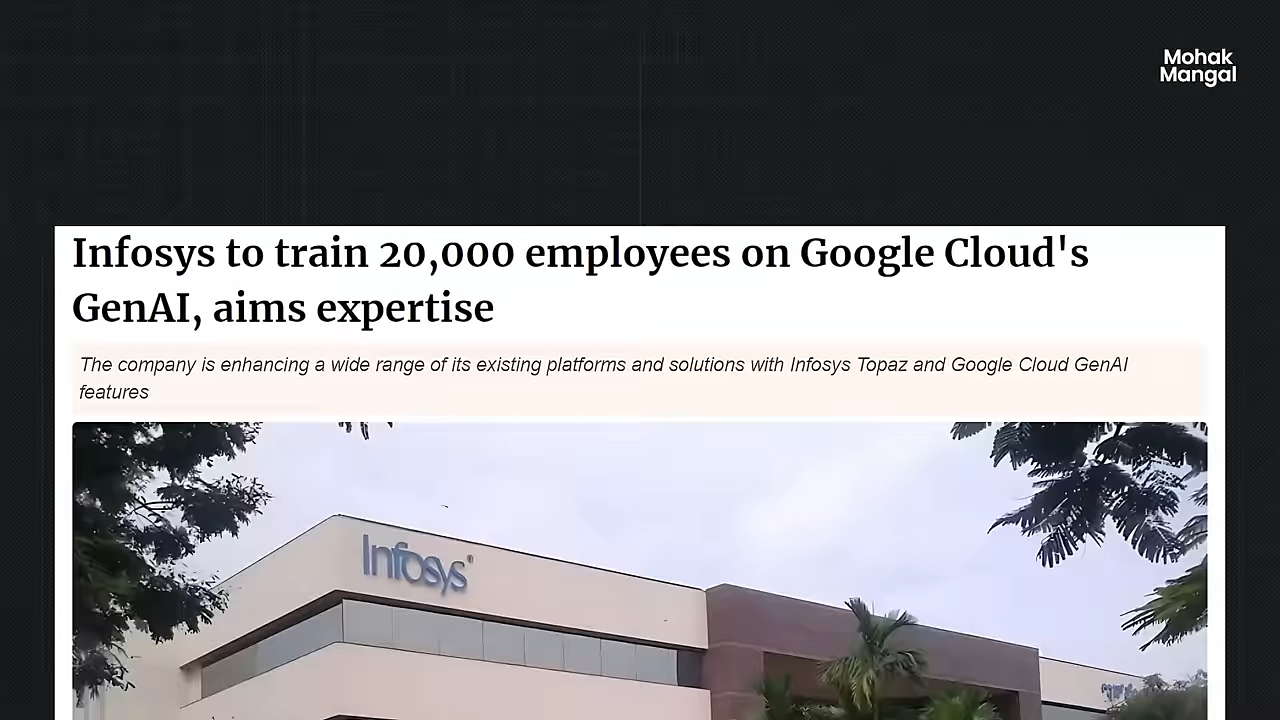 Mohak
Mangal
Infosys to train 20,000 employees on Google Cloud's
GenAI, aims expertise
The company is enhancing a wide range of its existing platforms and solutions with Infosys Topaz and Google Cloud GenAI
features
Infosys®